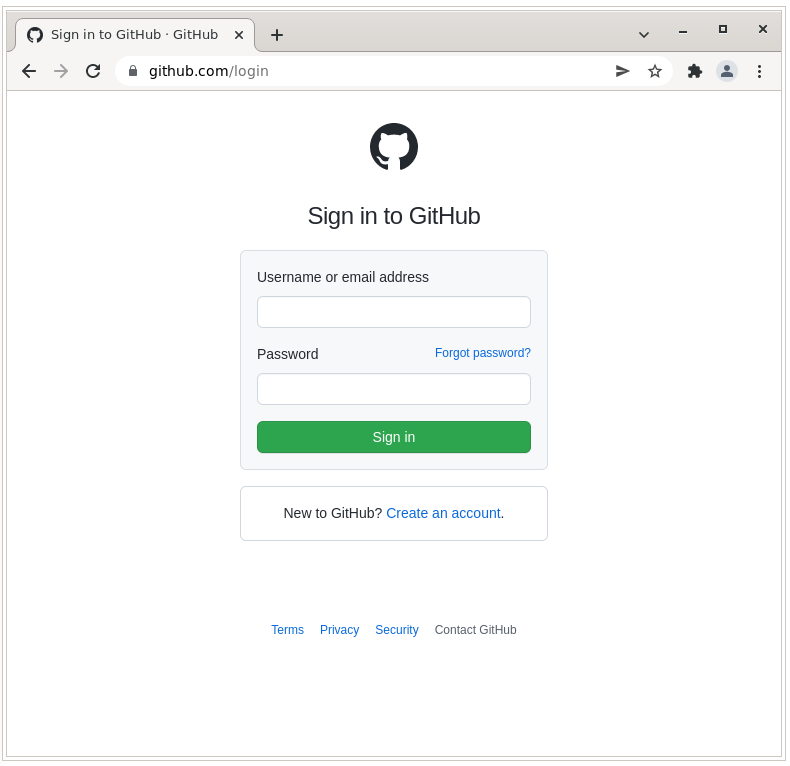 Sign in to GitHub · GitHub
github.com/login
Sign in to GitHub
Username or email address
Password Forgot password?
Sign in
New to GitHub? Create an account.
Terms Privacy Security Contact GitHub